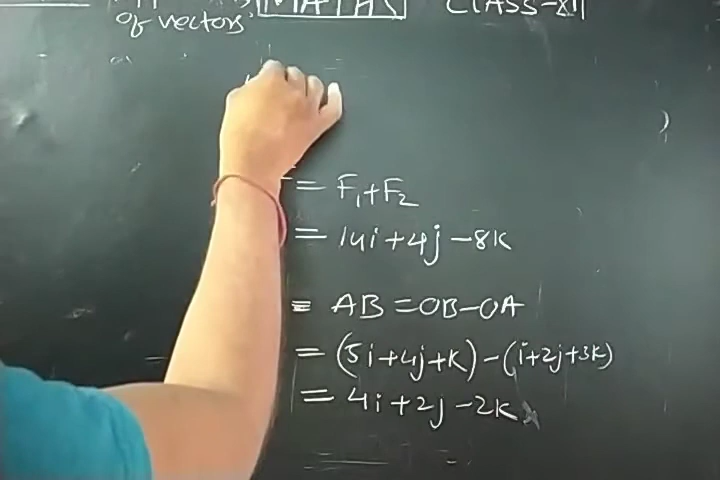 of vectors MATHS CLASS-XII
= F₁+F₂
= 14i+4j-8k
= AB=OB-OA
= (5i+4j+k)-(i+2j+3k)
= 4i+2j-2k